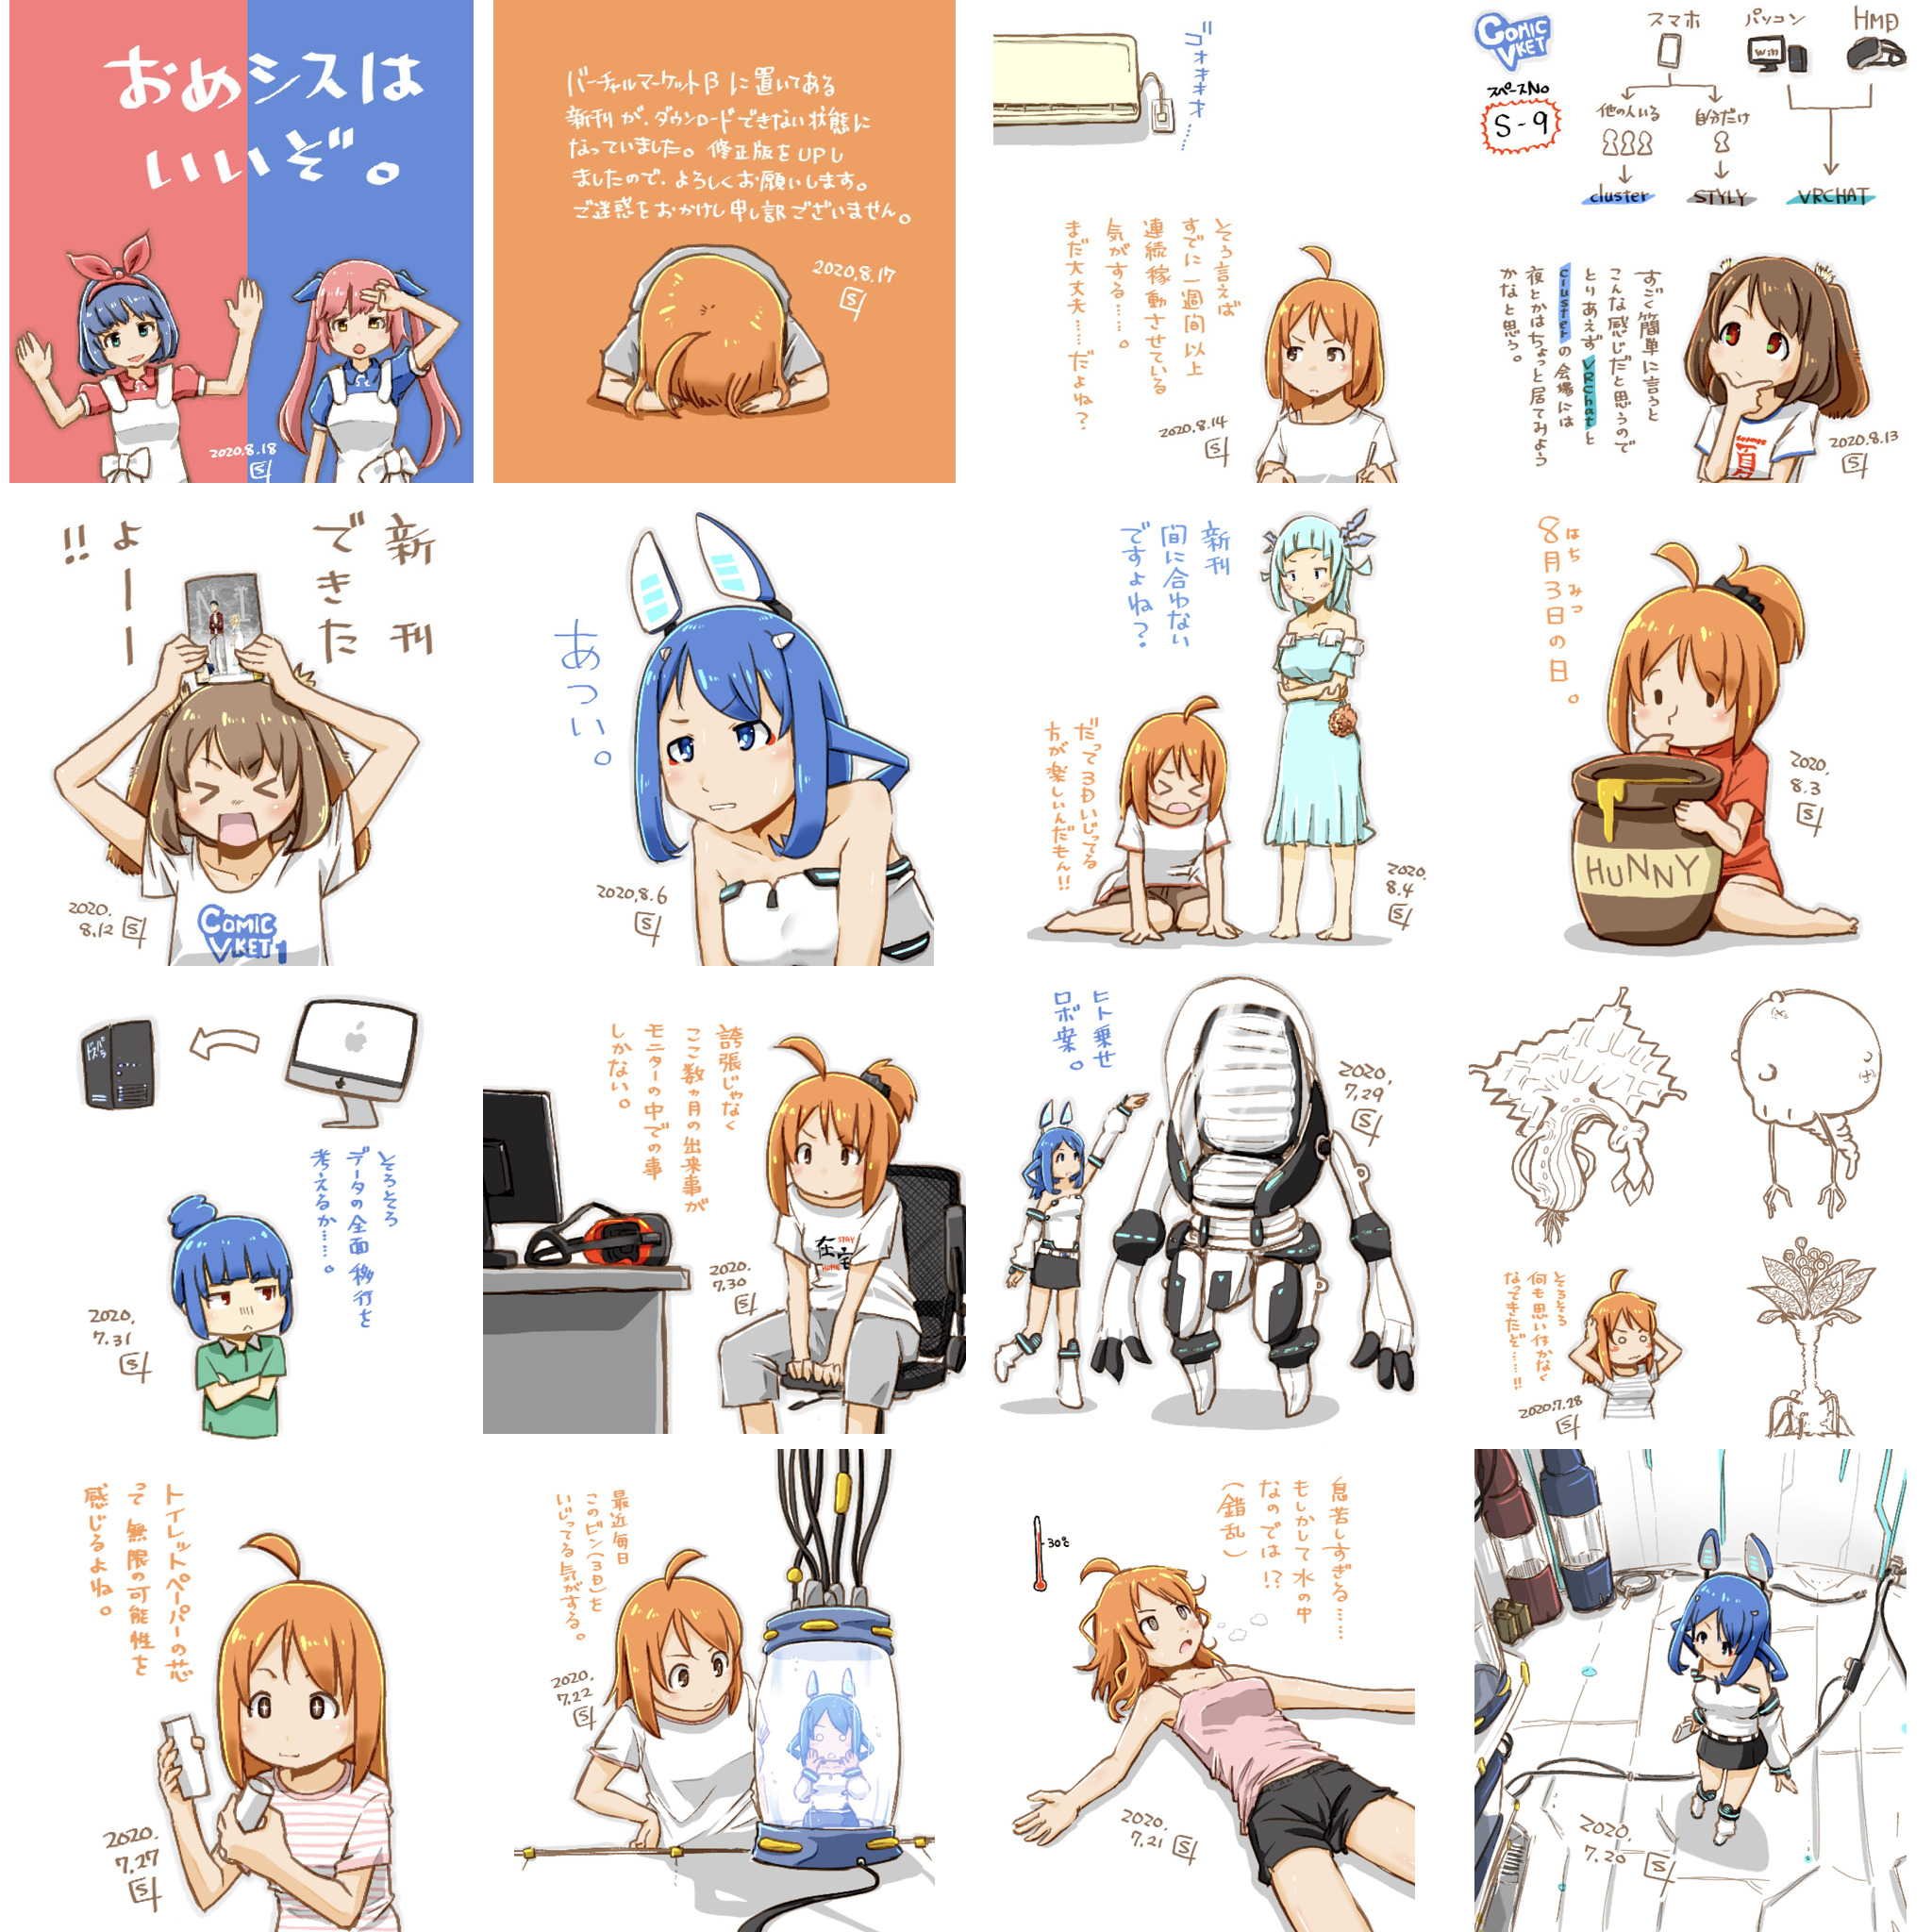 おめシスは
いいぞ。
2020.8.18
バーチャルマーケットβに置いてある
新刊が、ダウンロードできない状態に
なっていました。修正版をUPし
ましたので、よろしくお願いします。
ご迷惑をおかけし申し訳ございません。
2020.8.17
ゴオオオオ……
そう言えば
すでに一週間以上
連続稼動させている
気がする……。
まだ大丈夫……だよね?
2020.8.14
COMIC
VKET
スペースNo
S-9
スマホ
パソコン
HMD
Win
他の人いる
自分だけ
cluster
STYLY
VRCHAT
すごく簡単に言うと
こんな感じだと思うので
とりあえずVRChatと
clusterの会場には
夜とかはちょっと居てみよう
かなと思う。
2020.8.13
新刊
できた
よーー
!!
COMIC
VKET 1
2020.
8.12
あつい。
2020.8.6
新刊
間に合わない
ですよね?
だって3Dいじってる
方が楽しいんだもん!!
2020.
8.4
はち みつ
8月3日の日。
HUNNY
2020.
8.3
ドスパラ
そろそろ
データの全面移行を
考えるか……。
2020.
7.31
誇張じゃなく
ここ数ヵ月の出来事が
モニターの中での事
しかない。
STAY
在宅
HOME
2020.
7.30
ヒト乗せ
ロボ案。
2020.
7.29
そろそろ
何も思い付かなく
なってきたぞ……!!
2020.7.28
トイレットペーパーの芯
って無限の可能性を
感じるよね。
2020.
7.27
最近毎日
このビン(3D)を
いじってる気がする。
2020.
7.22
30℃
息苦しすぎる……
もしかして水の中
なのでは!?
(錯乱)
2020.
7.21
2020.
7.20